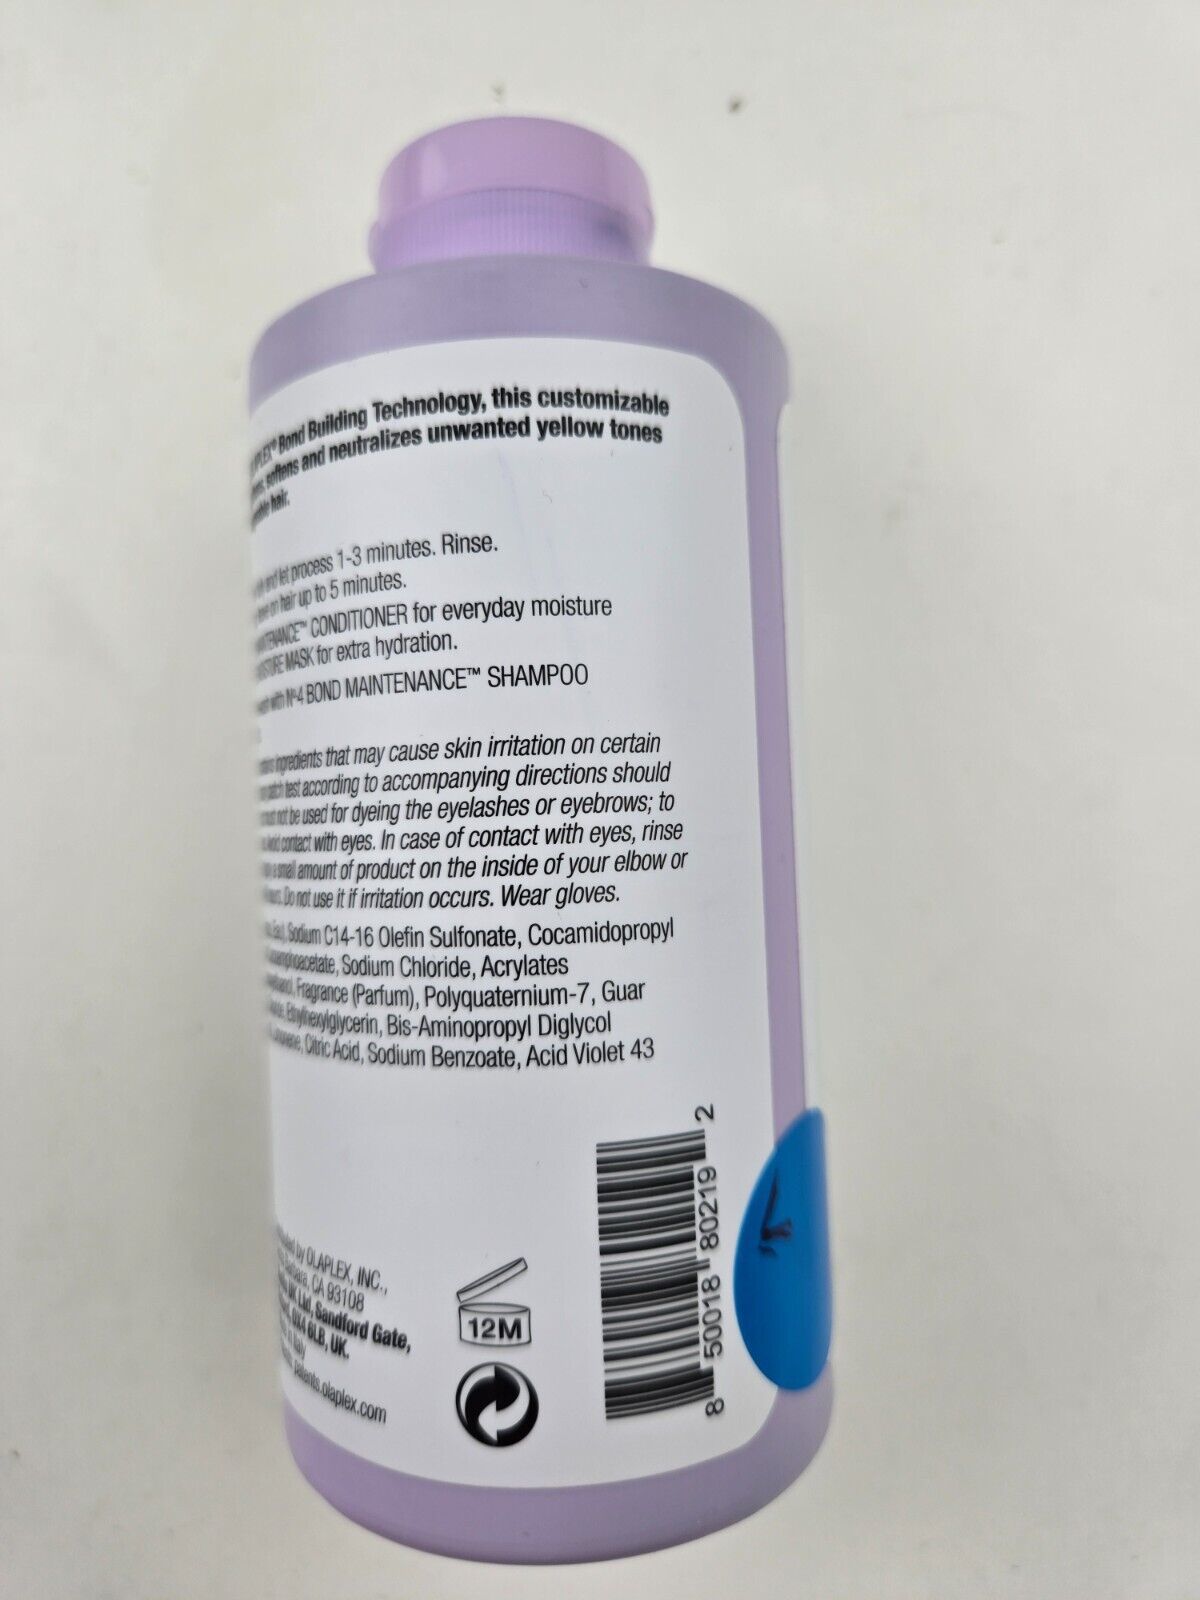 Bond Building Technology, this customizable
softens and neutralizes unwanted yellow tones
hair.
and let process 1-3 minutes. Rinse.
on hair up to 5 minutes.
CONDITIONER for everyday moisture
MASK for extra hydration.
with Nº4 BOND MAINTENANCE™ SHAMPOO
ingredients that may cause skin irritation on certain
test according to accompanying directions should
not be used for dyeing the eyelashes or eyebrows; to
contact with eyes. In case of contact with eyes, rinse
small amount of product on the inside of your elbow or
Do not use it if irritation occurs. Wear gloves.
Sodium C14-16 Olefin Sulfonate, Cocamidopropyl
Sodium Chloride, Acrylates
Fragrance (Parfum), Polyquaternium-7, Guar
Ethylhexylglycerin, Bis-Aminopropyl Diglycol
Citric Acid, Sodium Benzoate, Acid Violet 43
by OLAPLEX, INC.,
CA 93108
UK Ltd, Sandford Gate,
OX4 6LB, UK.
Italy
patents.olaplex.com
12M
8 50018 80219 2